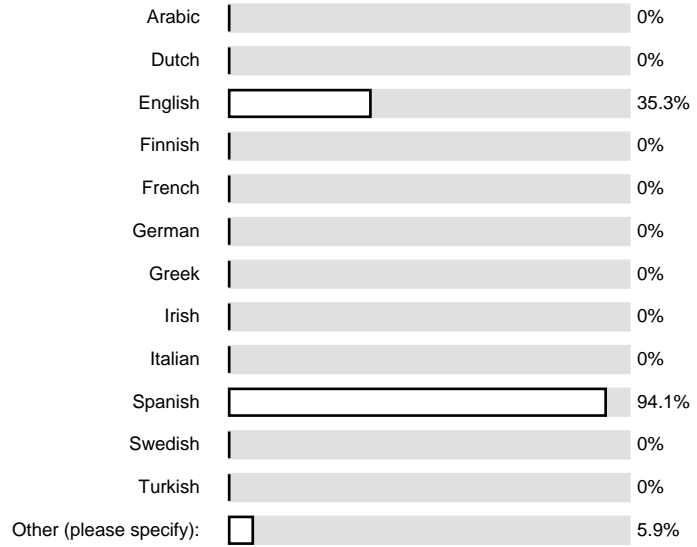 Arabic 0%
Dutch 0%
English 35.3%
Finnish 0%
French 0%
German 0%
Greek 0%
Irish 0%
Italian 0%
Spanish 94.1%
Swedish 0%
Turkish 0%
Other (please specify): 5.9%